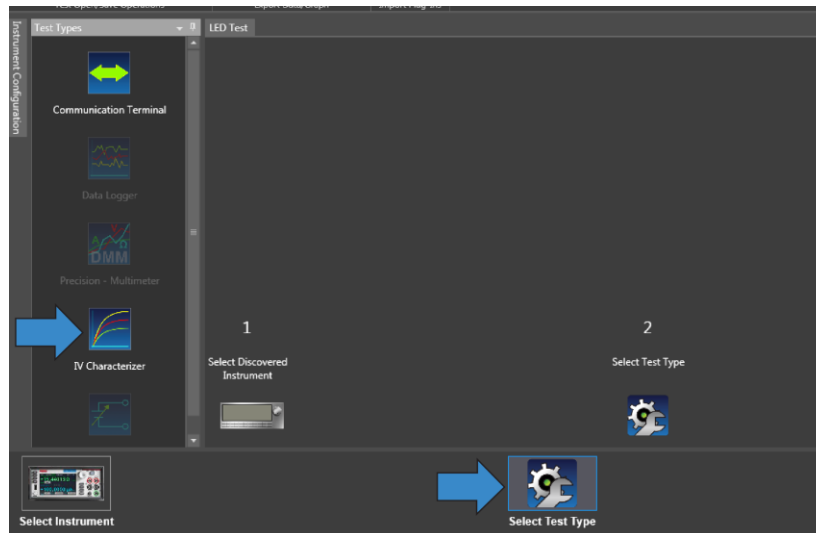 Test Types
LED Test
Instrument Configuration
Communication Terminal
Data Logger
DMM
Precision - Multimeter
IV Characterizer
1
Select Discovered
Instrument
2
Select Test Type
Select Instrument
Select Test Type